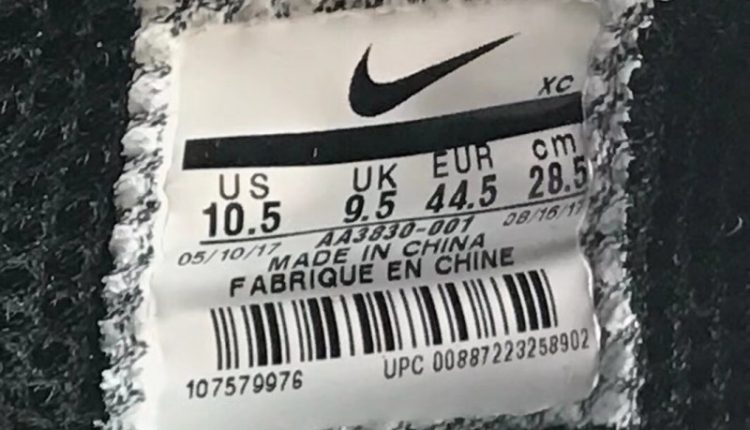 XC
US UK EUR cm
10.5 9.5 44.5 28.5
05/10/17 AA3830-001 08/16/17
MADE IN CHINA
FABRIQUE EN CHINE
107579976 UPC 00887223258902